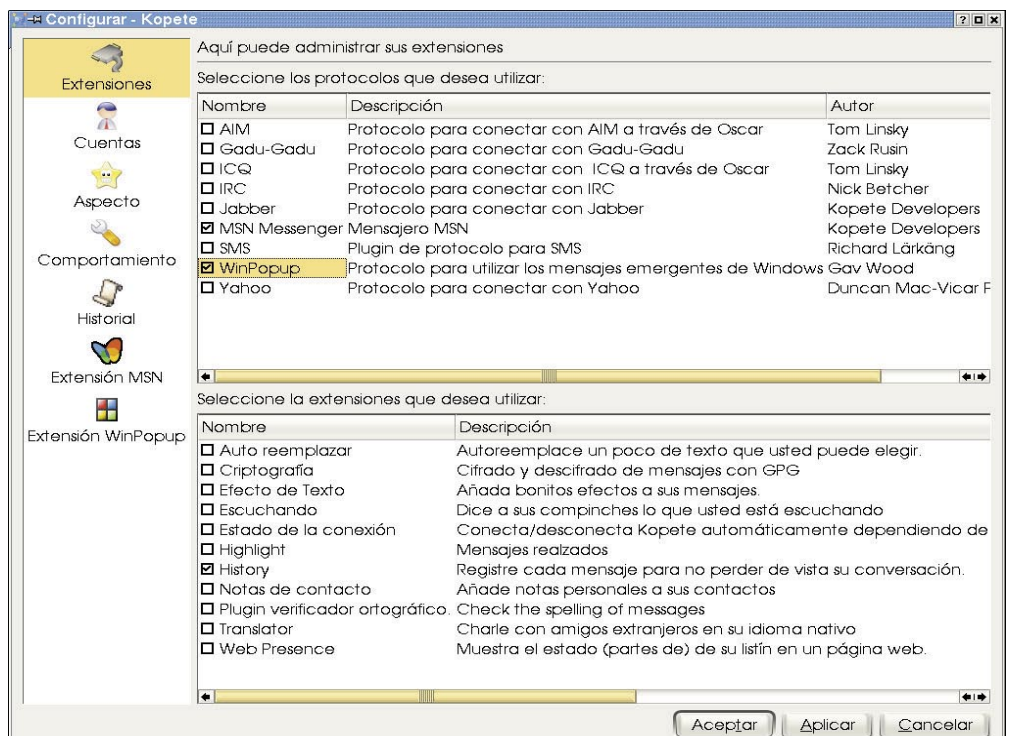 Configurar - Kopete
Extensiones
Cuentas
Aspecto
Comportamiento
Historial
Extensión MSN
Extensión WinPopup
Aquí puede administrar sus extensiones
Seleccione los protocolos que desea utilizar:
Nombre Descripción Autor
AIM Protocolo para conectar con AIM a través de Oscar Tom Linsky
Gadu-Gadu Protocolo para conectar con Gadu-Gadu Zack Rusin
ICQ Protocolo para conectar con ICQ a través de Oscar Tom Linsky
IRC Protocolo para conectar con IRC Nick Betcher
Jabber Protocolo para conectar con Jabber Kopete Developers
MSN Messenger Mensajero MSN Kopete Developers
SMS Plugin de protocolo para SMS Richard Lärkäng
WinPopup Protocolo para utilizar los mensajes emergentes de Windows Gav Wood
Yahoo Protocolo para conectar con Yahoo Duncan Mac-Vicar P
Seleccione la extensiones que desea utilizar:
Nombre Descripción
Auto reemplazar Autoreemplace un poco de texto que usted puede elegir.
Criptografía Cifrado y descifrado de mensajes con GPG
Efecto de Texto Añada bonitos efectos a sus mensajes.
Escuchando Dice a sus compinches lo que usted está escuchando
Estado de la conexión Conecta/desconecta Kopete automáticamente dependiendo de
Highlight Mensajes realzados
History Registre cada mensaje para no perder de vista su conversación.
Notas de contacto Añade notas personales a sus contactos
Plugin verificador ortográfico. Check the spelling of messages
Translator Charle con amigos extranjeros en su idioma nativo
Web Presence Muestra el estado (partes de) de su listín en un página web.
Aceptar Aplicar Cancelar